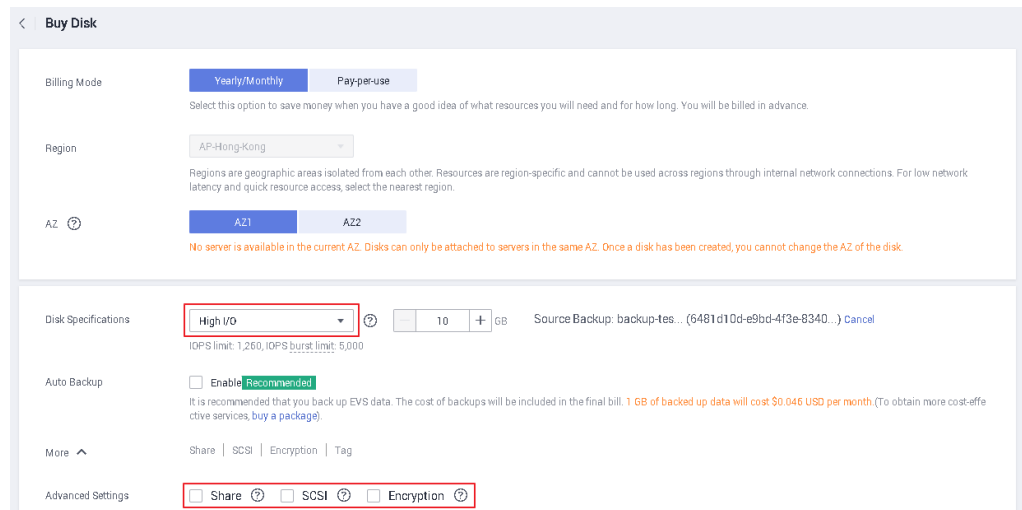 Buy Disk
Billing Mode
Yearly/Monthly Pay-per-use
Select this option to save money when you have a good idea of what resources you will need and for how long. You will be billed in advance.
Region
AP-Hong-Kong
Regions are geographic areas isolated from each other. Resources are region-specific and cannot be used across regions through internal network connections. For low network
latency and quick resource access, select the nearest region.
AZ ?
AZ1 AZ2
No server is available in the current AZ. Disks can only be attached to servers in the same AZ. Once a disk has been created, you cannot change the AZ of the disk.
Disk Specifications
High I/O ? − 10 + GB Source Backup: backup-tes... (6481d10d-e9bd-4f3e-8340...) Cancel
IOPS limit: 1,260, IOPS burst limit: 5,000
Auto Backup
Enable Recommended
It is recommended that you back up EVS data. The cost of backups will be included in the final bill. 1 GB of backed up data will cost $0.046 USD per month.(To obtain more cost-effe
ctive services, buy a package).
More Share | SCSI | Encryption | Tag
Advanced Settings Share ? SCSI ? Encryption ?